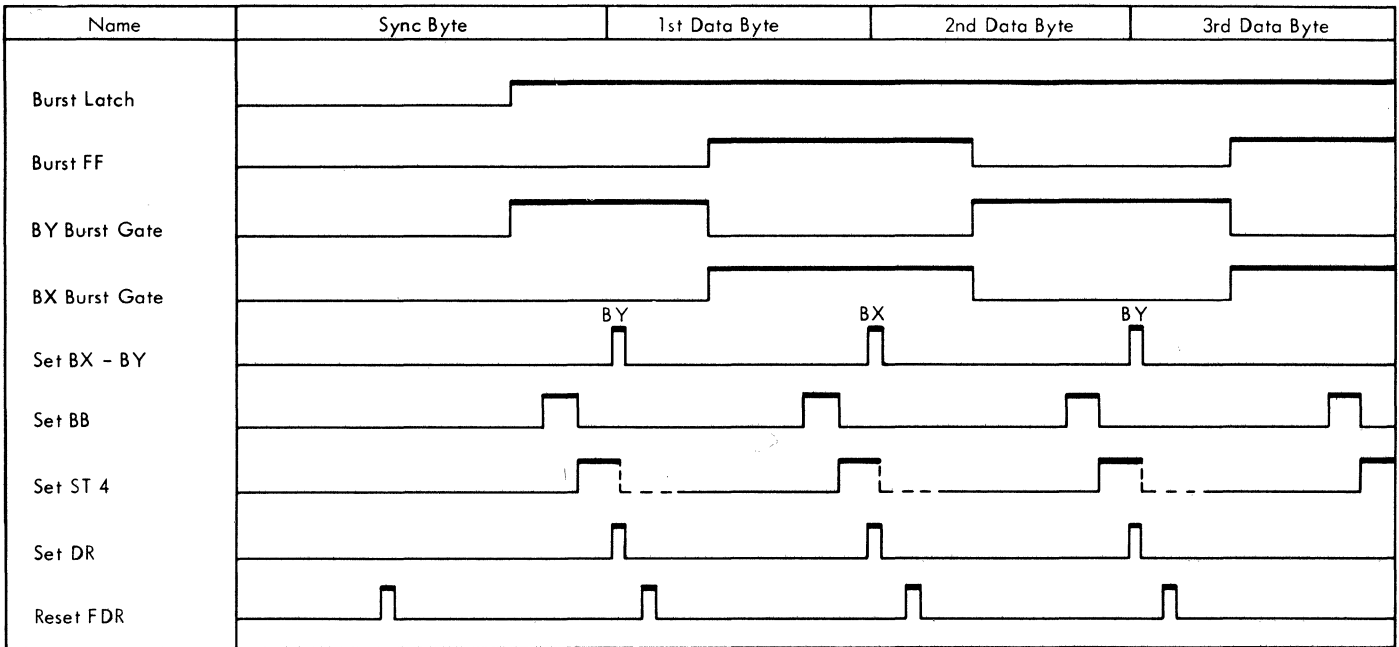 Name Sync Byte 1st Data Byte 2nd Data Byte 3rd Data Byte
Burst Latch
Burst FF
BY Burst Gate
BX Burst Gate
BY BX BY
Set BX - BY
Set BB
Set ST 4
Set DR
Reset FDR